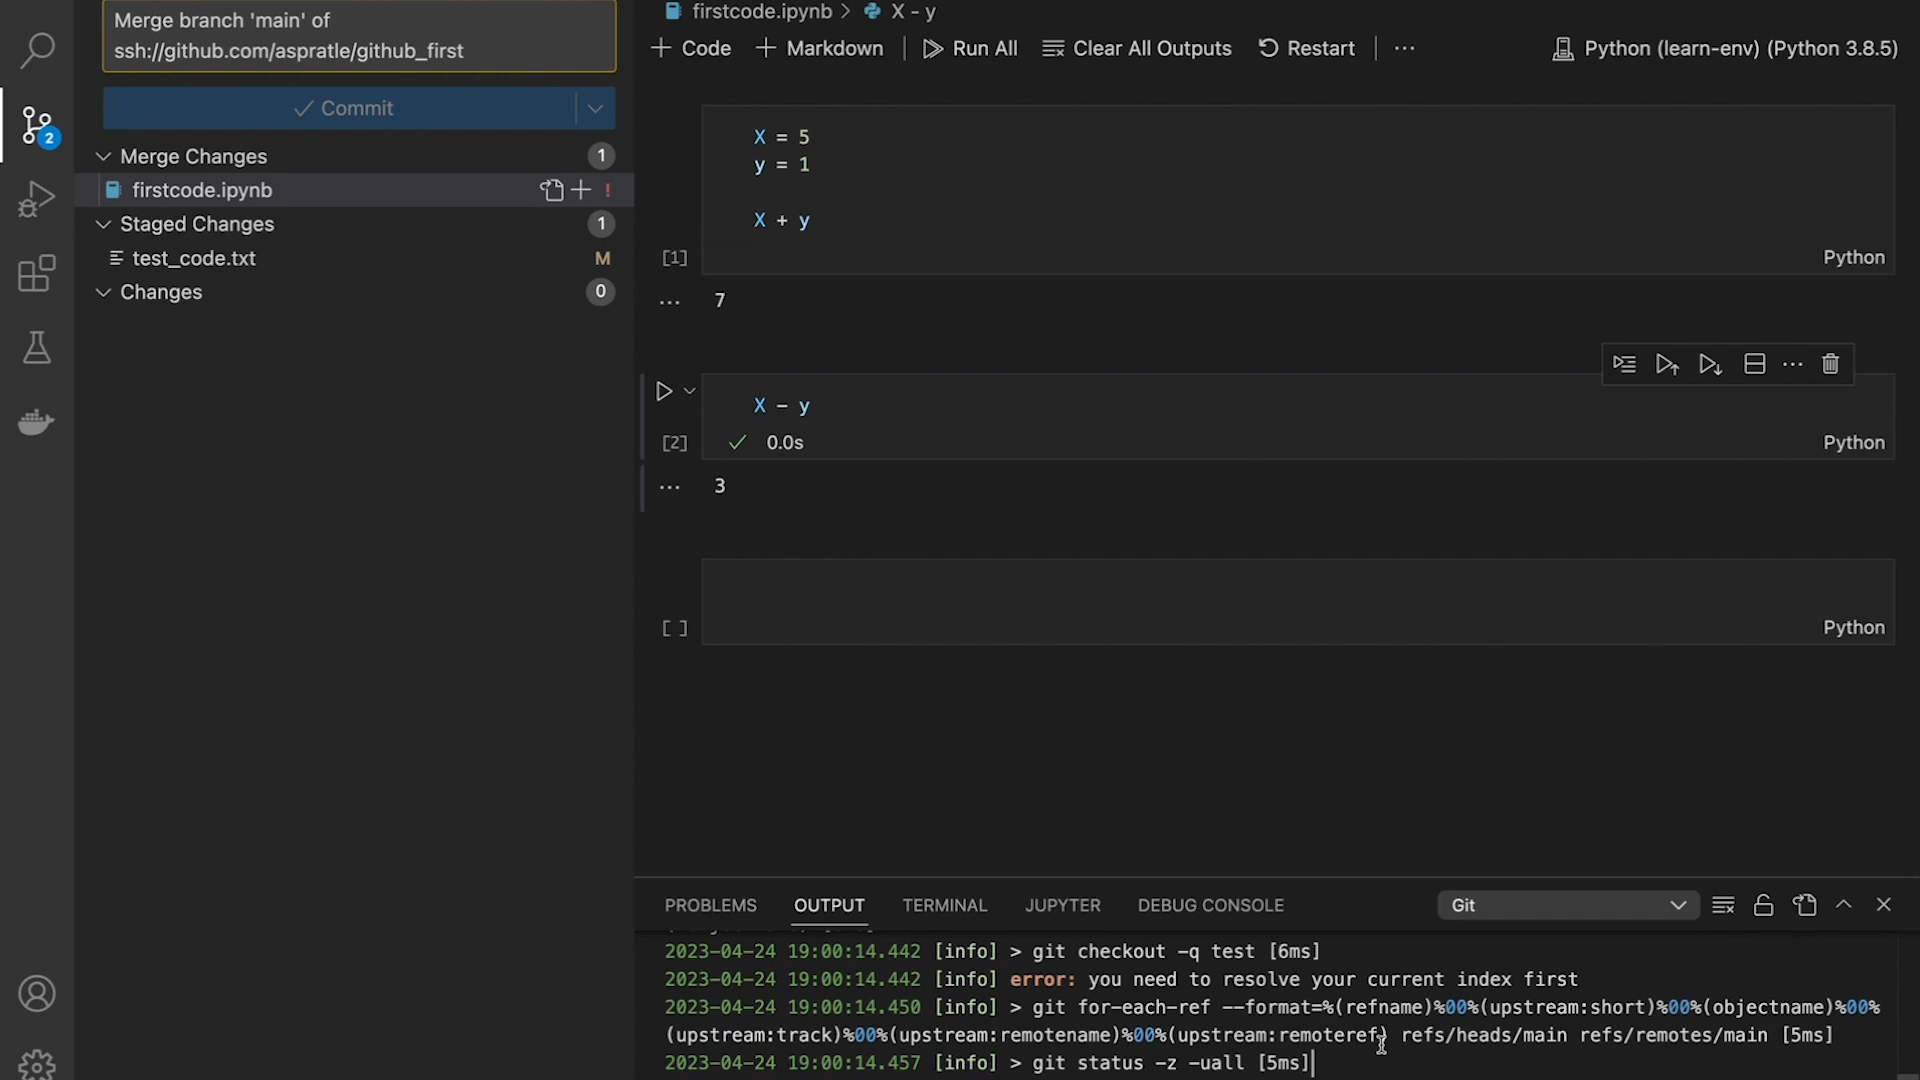 Merge branch 'main' of
ssh://github.com/aspratle/github_first
Commit
Merge Changes 1
firstcode.ipynb !
Staged Changes 1
test_code.txt M
Changes 0
2
firstcode.ipynb > X - y
+ Code + Markdown Run All Clear All Outputs Restart ... Python (learn-env) (Python 3.8.5)
X = 5
y = 1
X + y
[1] Python
... 7
X - y
[2] ✓ 0.0s Python
... 3
[ ] Python
PROBLEMS OUTPUT TERMINAL JUPYTER DEBUG CONSOLE Git
2023-04-24 19:00:14.442 [info] > git checkout -q test [6ms]
2023-04-24 19:00:14.442 [info] error: you need to resolve your current index first
2023-04-24 19:00:14.450 [info] > git for-each-ref --format=%(refname)%00%(upstream:short)%00%(objectname)%00%
(upstream:track)%00%(upstream:remotename)%00%(upstream:remoteref) refs/heads/main refs/remotes/main [5ms]
2023-04-24 19:00:14.457 [info] > git status -z -uall [5ms]